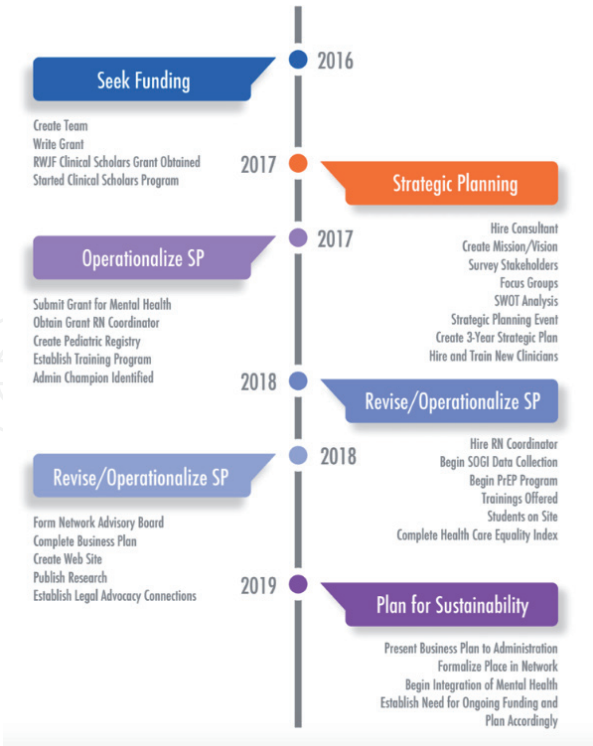 2016
Seek Funding
Create Team
Write Grant
RWJF Clinical Scholars Grant Obtained
Started Clinical Scholars Program
2017
Strategic Planning
Hire Consultant
Create Mission/Vision
Survey Stakeholders
Focus Groups
SWOT Analysis
Strategic Planning Event
Create 3-Year Strategic Plan
Hire and Train New Clinicians
2017
Operationalize SP
Submit Grant for Mental Health
Obtain Grant RN Coordinator
Create Pediatric Registry
Establish Training Program
Admin Champion Identified
2018
Revise/Operationalize SP
Hire RN Coordinator
Begin SOGI Data Collection
Begin PrEP Program
Trainings Offered
Students on Site
Complete Health Care Equality Index
2018
Revise/Operationalize SP
Form Network Advisory Board
Complete Business Plan
Create Web Site
Publish Research
Establish Legal Advocacy Connections
2019
Plan for Sustainability
Present Business Plan to Administration
Formalize Place in Network
Begin Integration of Mental Health
Establish Need for Ongoing Funding and
Plan Accordingly